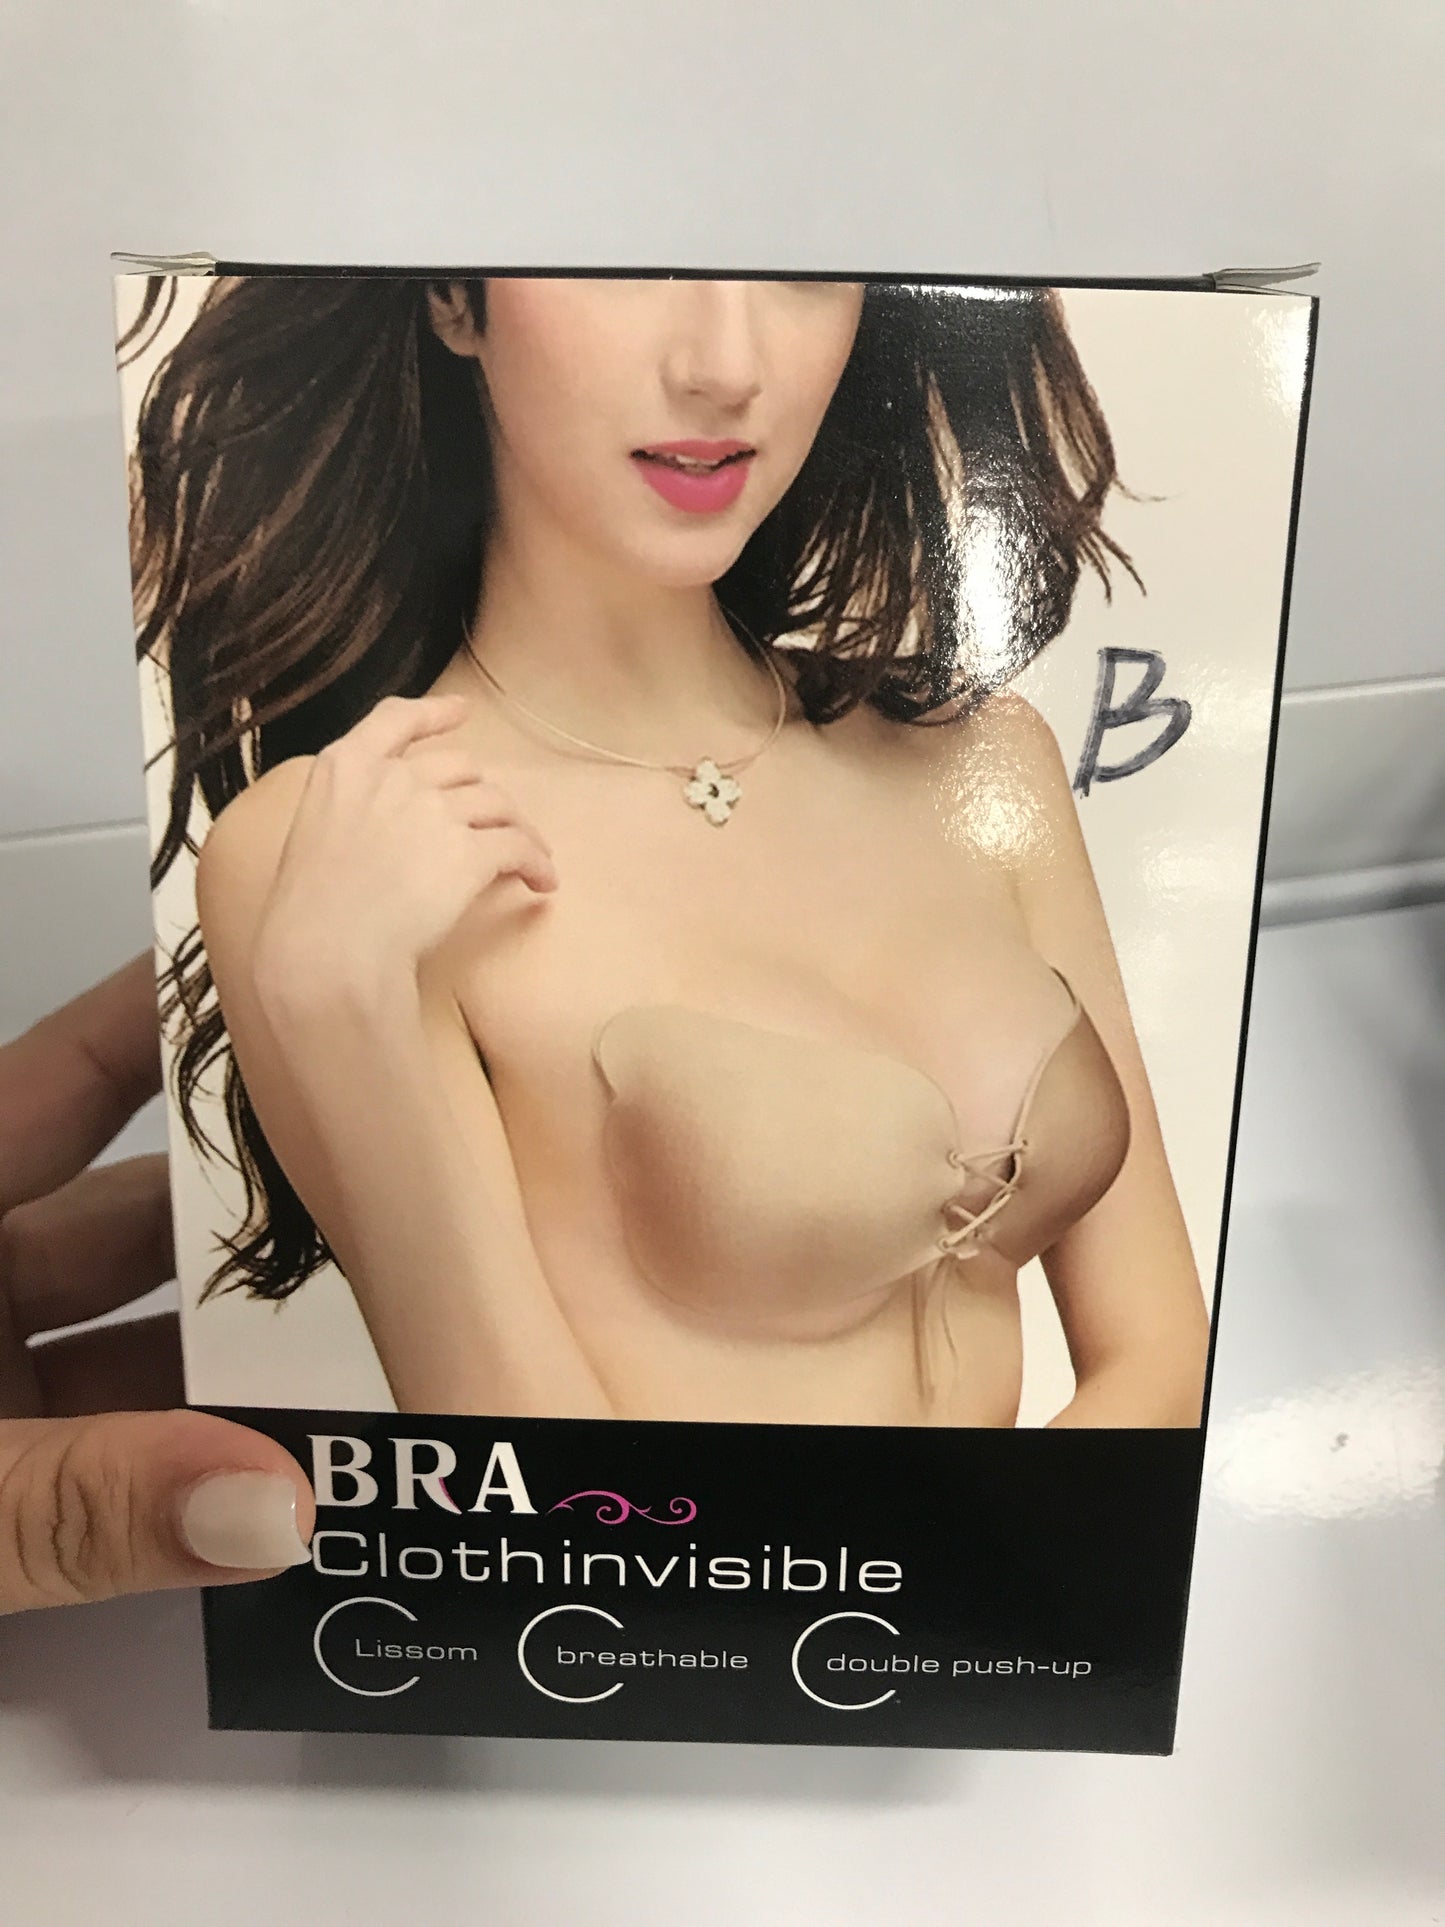 B
BRA
Clothinvisible
Lissom breathable double push-up